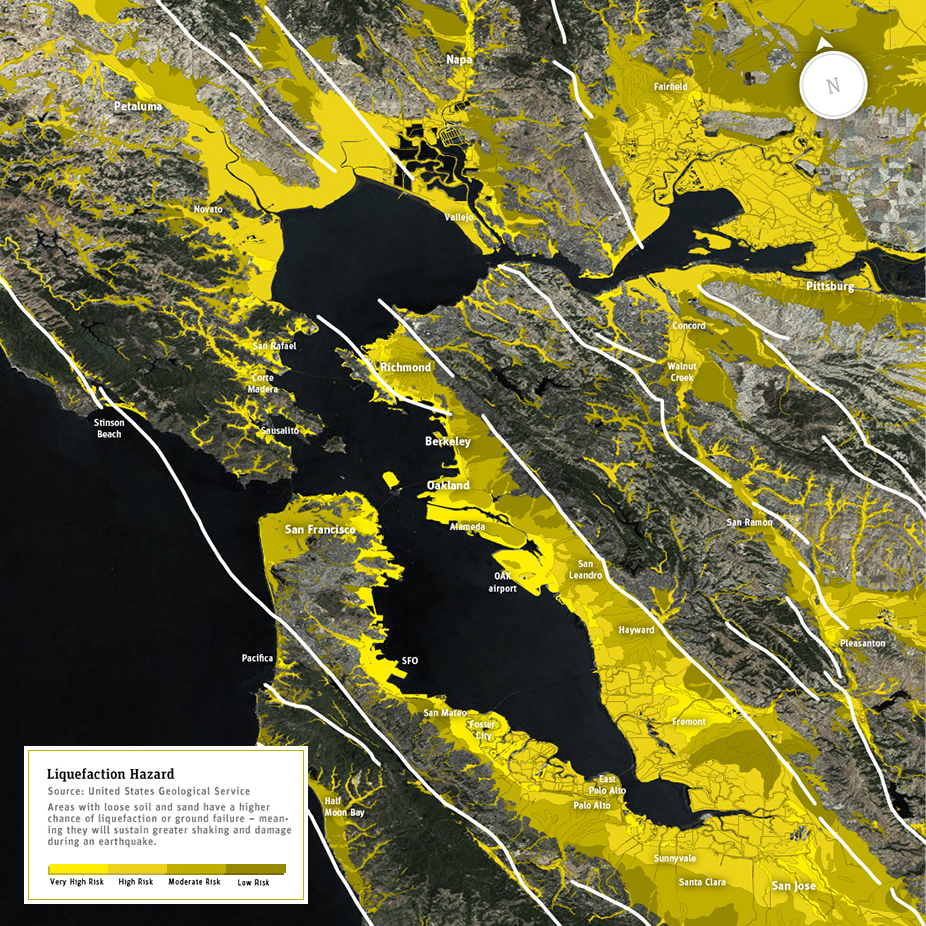 Napa
Fairfield
N
Petaluma
Novato
Vallejo
Pittsburg
Concord
San Rafael
Richmond
Walnut
Creek
Corte
Madera
Stinson
Beach
Sausalito
Berkeley
Oakland
San Francisco
Alameda
San Ramon
OAK
airport
San
Leandro
Hayward
Pleasanton
Pacifica
SFO
San Mateo
Foster
City
Fremont
East
Palo Alto
Palo Alto
Half
Moon Bay
Sunnyvale
Santa Clara
San Jose
Liquefaction Hazard
Source: United States Geological Service
Areas with loose soil and sand have a higher
chance of liquefaction or ground failure – mean-
ing they will sustain greater shaking and damage
during an earthquake.
Very High Risk High Risk Moderate Risk Low Risk